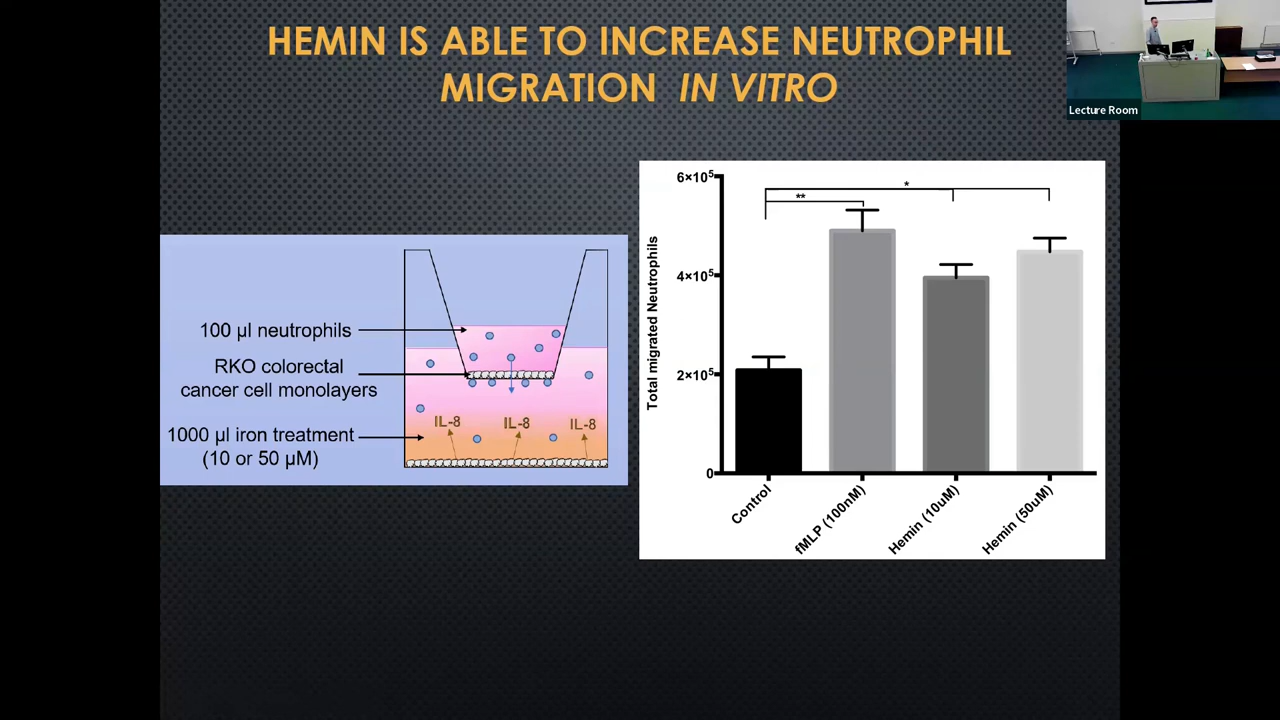 HEMIN IS ABLE TO INCREASE NEUTROPHIL
MIGRATION IN VITRO
Lecture Room
100 µl neutrophils
RKO colorectal
cancer cell monolayers
1000 µl iron treatment
(10 or 50 µM)
IL-8
IL-8
IL-8
Total migrated Neutrophils
6×10⁵
4×10⁵
2×10⁵
0
**
*
Control
fMLP (100nM)
Hemin (10uM)
Hemin (50uM)